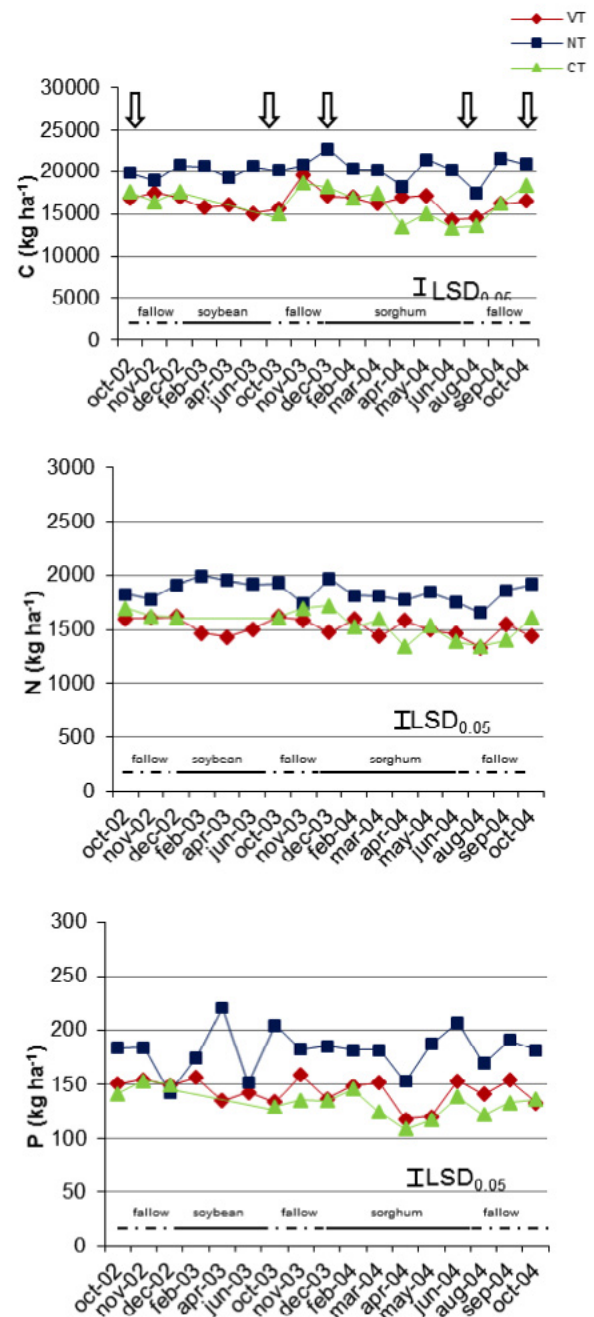 VT
NT
CT
C (kg ha⁻¹)
30000
25000
20000
15000
10000
5000
0
LSD0.05
fallow soybean fallow sorghum fallow
oct-02 nov-02 dec-02 feb-03 apr-03 jun-03 oct-03 nov-03 dec-03 feb-04 mar-04 apr-04 may-04 jun-04 aug-04 sep-04 oct-04
N (kg ha⁻¹)
3000
2500
2000
1500
1000
500
0
LSD0.05
fallow soybean fallow sorghum fallow
oct-02 nov-02 dec-02 feb-03 apr-03 jun-03 oct-03 nov-03 dec-03 feb-04 mar-04 apr-04 may-04 jun-04 aug-04 sep-04 oct-04
P (kg ha⁻¹)
300
250
200
150
100
50
0
LSD0.05
fallow soybean fallow sorghum fallow
oct-02 nov-02 dec-02 feb-03 apr-03 jun-03 oct-03 nov-03 dec-03 feb-04 mar-04 apr-04 may-04 jun-04 aug-04 sep-04 oct-04